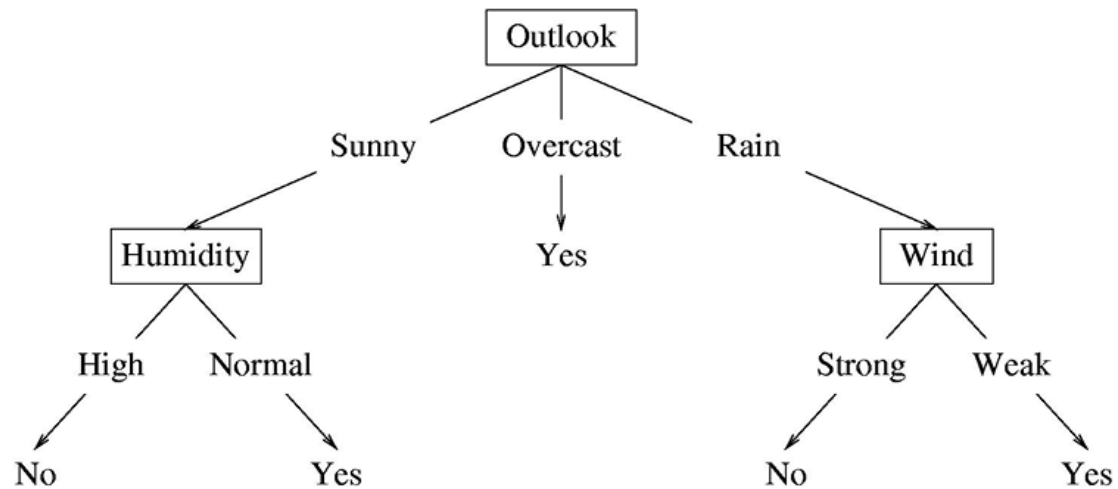 Outlook
Sunny Overcast Rain
Humidity Yes Wind
High Normal Strong Weak
No Yes No Yes